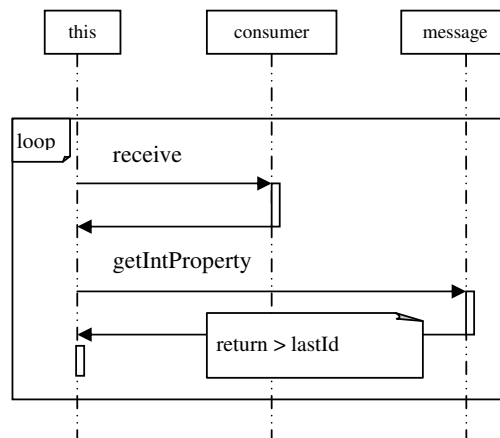 this consumer message
loop
receive
getIntProperty
return > lastId